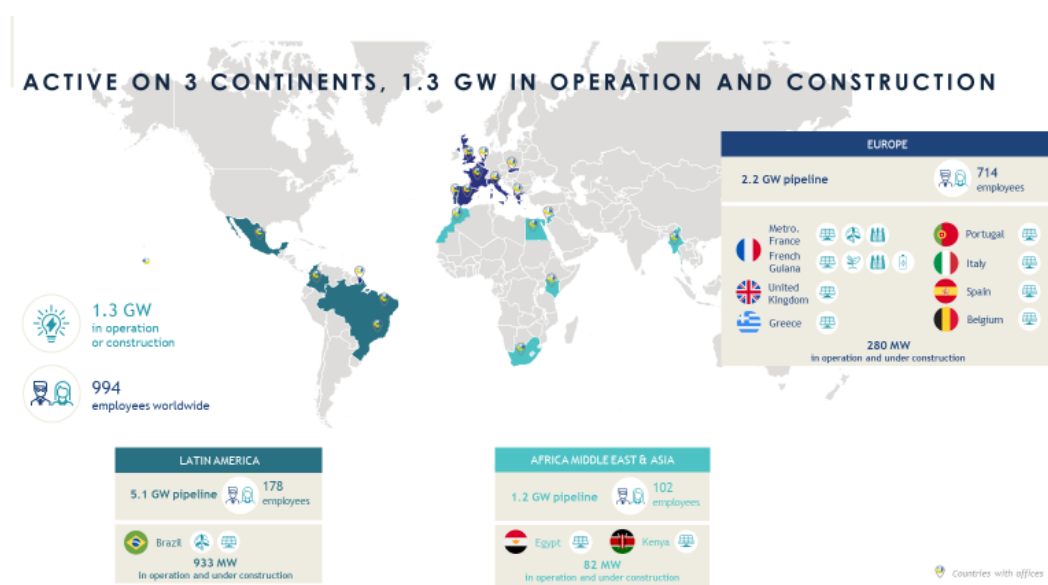 ACTIVE ON 3 CONTINENTS, 1.3 GW IN OPERATION AND CONSTRUCTION
1.3 GW
in operation
or construction
994
employees worldwide
EUROPE
2.2 GW pipeline
714
employees
Metro.
France
French
Guiana
United
Kingdom
Greece
Portugal
Italy
Spain
Belgium
280 MW
in operation and under construction
LATIN AMERICA
5.1 GW pipeline
178
employees
Brazil
933 MW
in operation and under construction
AFRICA MIDDLE EAST & ASIA
1.2 GW pipeline
102
employees
Egypt
Kenya
82 MW
in operation and under construction
Countries with offices